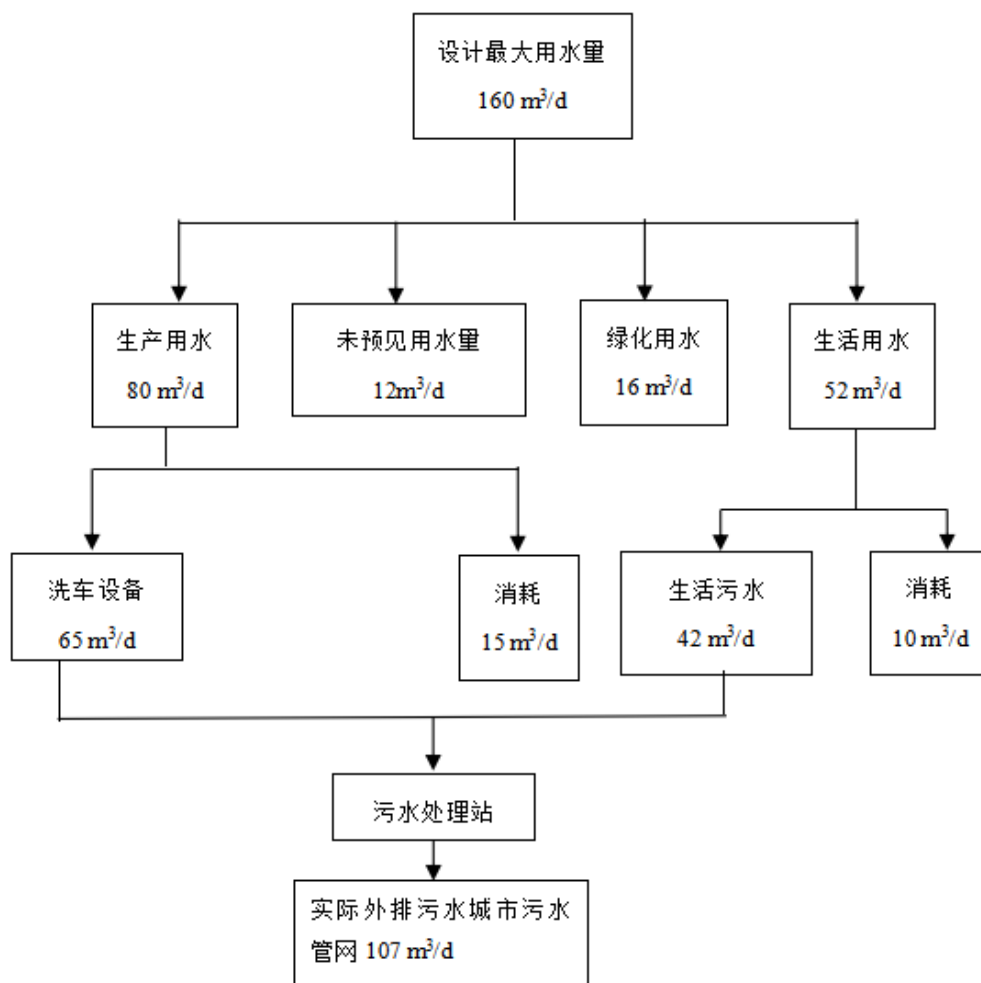 设计最大用水量
160 m³/d
生产用水
80 m³/d
未预见用水量
12m³/d
绿化用水
16 m³/d
生活用水
52 m³/d
洗车设备
65 m³/d
消耗
15 m³/d
生活污水
42 m³/d
消耗
10 m³/d
污水处理站
实际外排污水城市污水
管网 107 m³/d